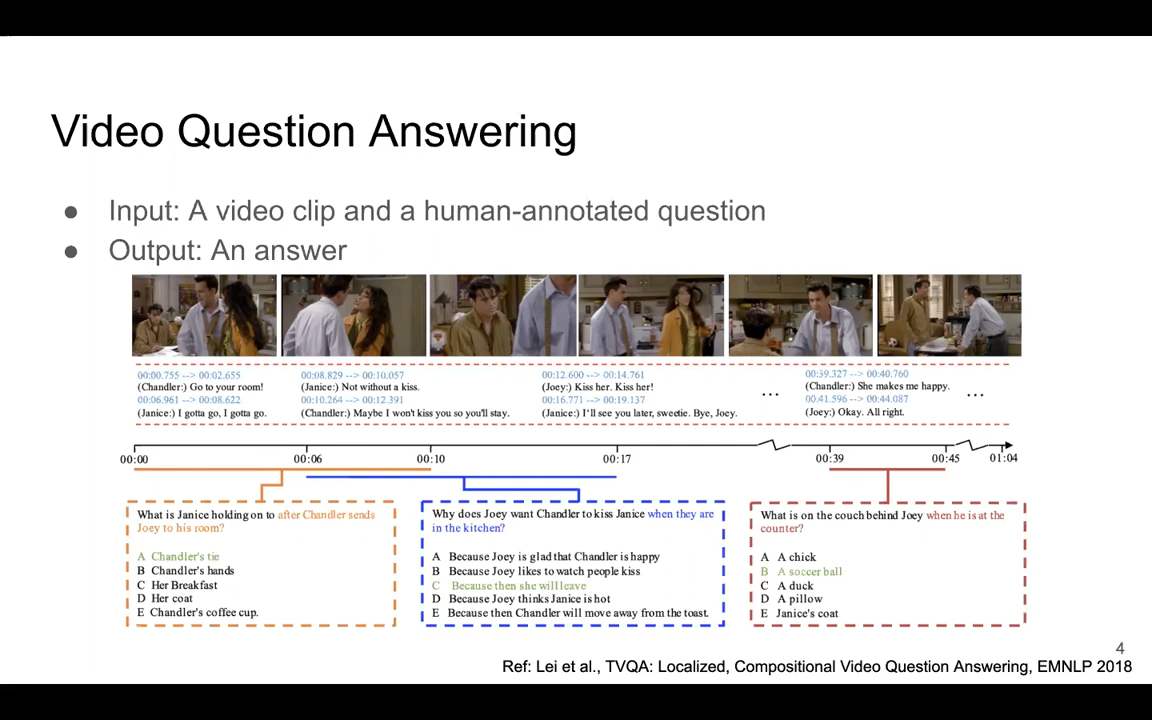 Video Question Answering
● Input: A video clip and a human-annotated question
● Output: An answer
00:00.755 --> 00:02.655
(Chandler:) Go to your room!
00:06.961 --> 00:08.622
(Janice:) I gotta go, I gotta go.
00:08.829 --> 00:10.057
(Janice:) Not without a kiss.
00:10.264 --> 00:12.391
(Chandler:) Maybe I won't kiss you so you'll stay.
00:12.600 --> 00:14.761
(Joey:) Kiss her. Kiss her!
00:16.771 --> 00:19.137
(Janice:) I'll see you later, sweetie. Bye, Joey.
...
00:39.327 --> 00:40.760
(Chandler:) She makes me happy.
00:41.596 --> 00:44.087
(Joey:) Okay. All right.
...
00:00 00:06 00:10 00:17 00:39 00:45 01:04
What is Janice holding on to after Chandler sends
Joey to his room?
A Chandler's tie
B Chandler's hands
C Her Breakfast
D Her coat
E Chandler's coffee cup.
Why does Joey want Chandler to kiss Janice when they are
in the kitchen?
A Because Joey is glad that Chandler is happy
B Because Joey likes to watch people kiss
C Because then she will leave
D Because Joey thinks Janice is hot
E Because then Chandler will move away from the toast.
What is on the couch behind Joey when he is at the
counter?
A A chick
B A soccer ball
C A duck
D A pillow
E Janice's coat
4
Ref: Lei et al., TVQA: Localized, Compositional Video Question Answering, EMNLP 2018